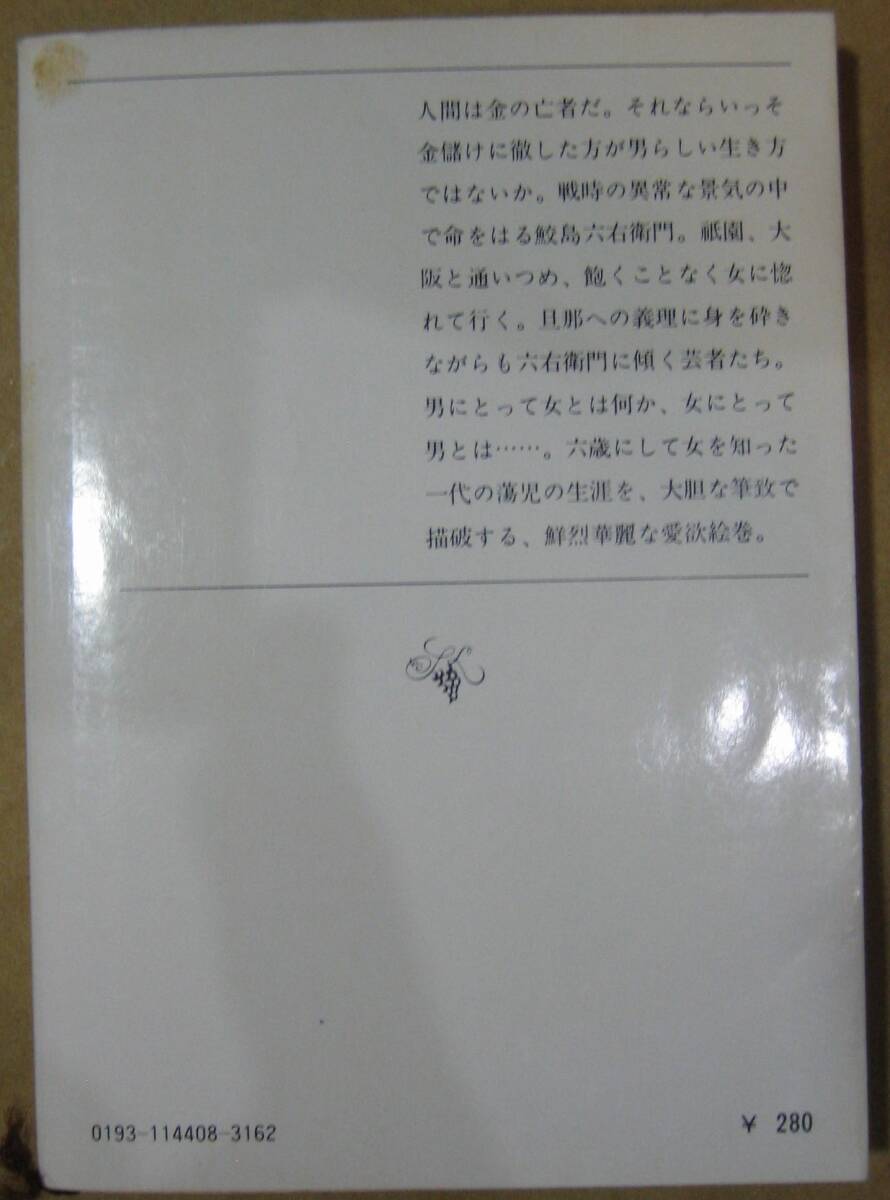 人間は金の亡者だ。それならいっそ
金儲けに徹した方が男らしい生き方
ではないか。戦時の異常な景気の中
で命をはる鮫島六右衛門。祇園、大
阪と通いつめ、飽くことなく女に惚
れて行く。旦那への義理に身を砕き
ながらも六右衛門に傾く芸者たち。
男にとって女とは何か、女にとって
男とは……。六歳にして女を知った
一代の蕩児の生涯を、大胆な筆致で
描破する、鮮烈華麗な愛欲絵巻。
SK
0193-114408-3162
¥ 280